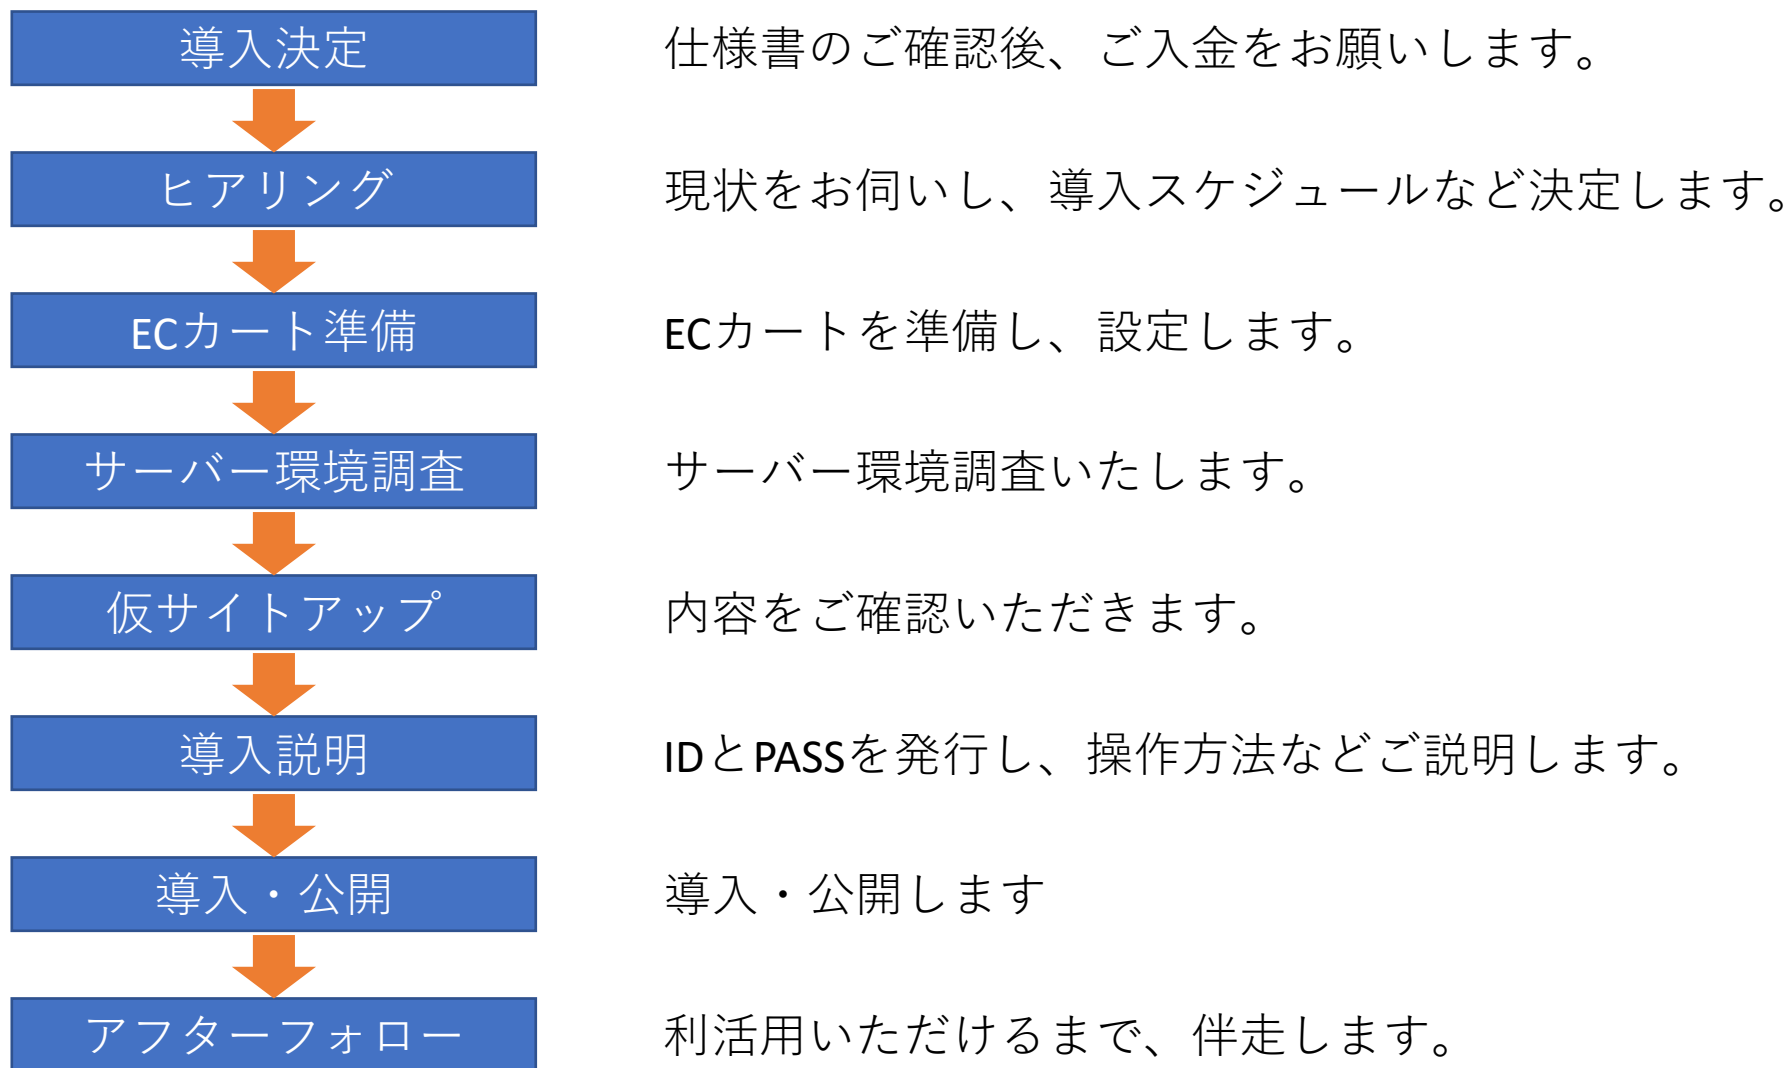 導入決定
仕様書のご確認後、ご入金をお願いします。
ヒアリング
現状をお伺いし、導入スケジュールなど決定します。
ECカート準備
ECカートを準備し、設定します。
サーバー環境調査
サーバー環境調査いたします。
仮サイトアップ
内容をご確認いただきます。
導入説明
IDとPASSを発行し、操作方法などご説明します。
導入・公開
導入・公開します
アフターフォロー
利活用いただけるまで、伴走します。